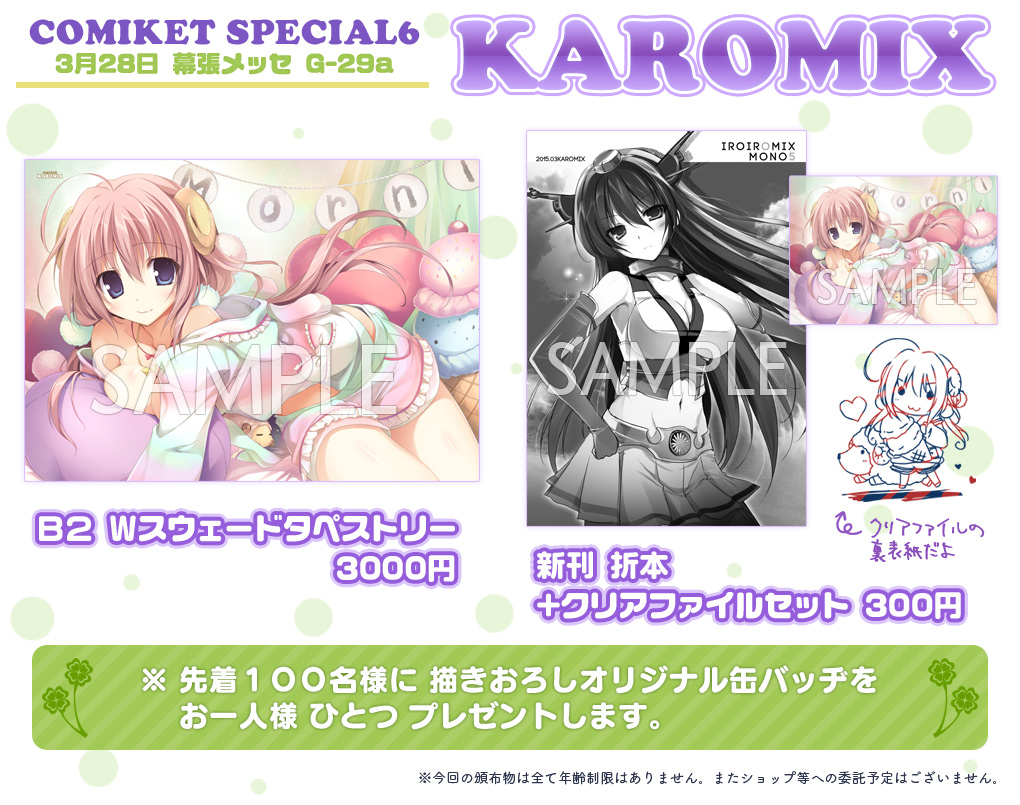 COMIKET SPECIAL6
3月28日 幕張メッセ G-29a
KAROMIX
Morni
SAMPLE
B2 Wスウェードタペストリー
3000円
2015.03KAROMIX
IROIROMIX
MONO5
SAMPLE
Morni
SAMPLE
クリアファイルの
裏表紙だよ
新刊 折本
+クリアファイルセット 300円
※ 先着１００名様に 描きおろしオリジナル缶バッヂを
お一人様 ひとつ プレゼントします。
※今回の頒布物は全て年齢制限はありません。またショップ等への委託予定はございません。